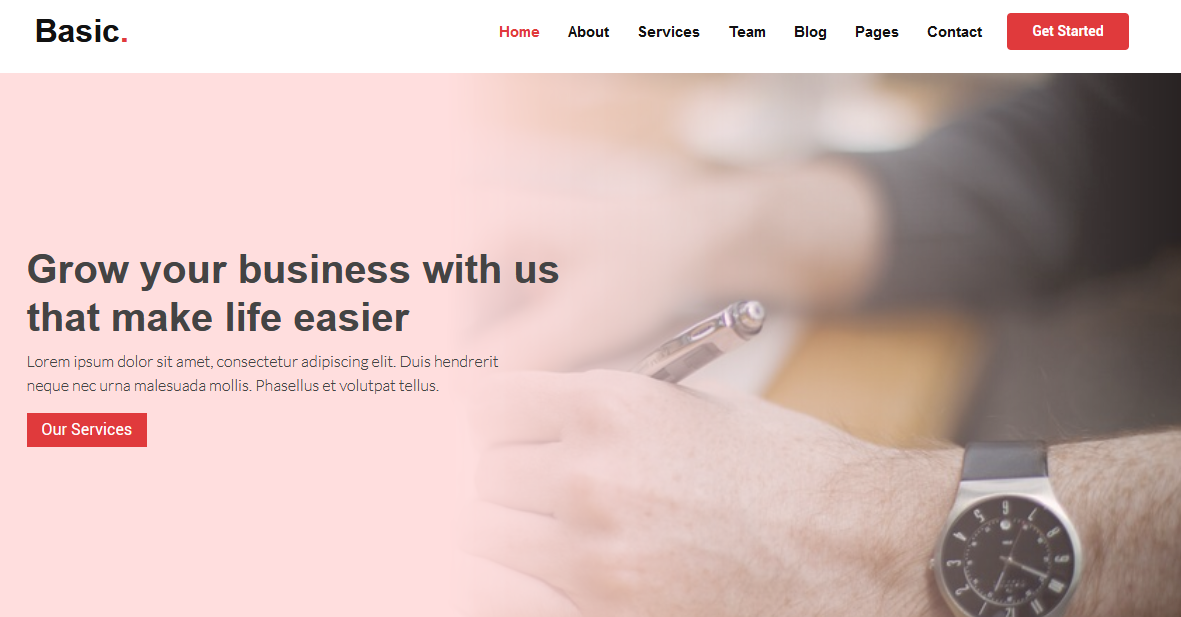 Basic.
Home About Services Team Blog Pages Contact Get Started
Grow your business with us
that make life easier
Lorem ipsum dolor sit amet, consectetur adipiscing elit. Duis hendrerit
neque nec urna malesuada mollis. Phasellus et volutpat tellus.
Our Services